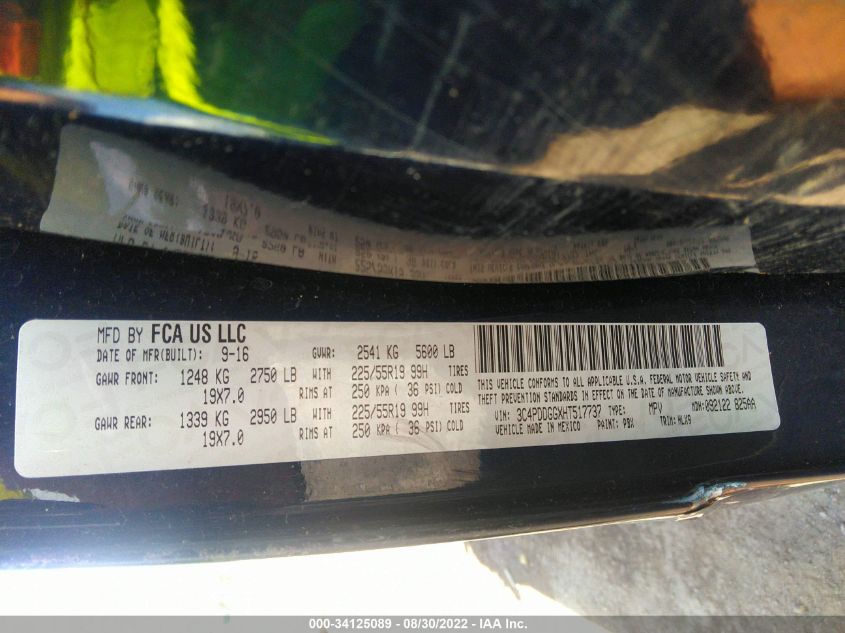 MFD BY FCA US LLC
DATE OF MFR(BUILT): 9-16 GVWR: 2541 KG 5600 LB
GAWR FRONT: 1248 KG 2750 LB WITH 225/55R19 99H TIRES
19X7.0 RIMS AT 250 KPA ( 36 PSI) COLD
GAWR REAR: 1339 KG 2950 LB WITH 225/55R19 99H TIRES
19X7.0 RIMS AT 250 KPA ( 36 PSI) COLD
THIS VEHICLE CONFORMS TO ALL APPLICABLE U.S.A. FEDERAL MOTOR VEHICLE SAFETY AND
THEFT PREVENTION STANDARDS IN EFFECT ON THE DATE OF MANUFACTURE SHOWN ABOVE.
VIN: 3C4PDDGGXHT517737 TYPE: MPV MDH: 092122 825AA
VEHICLE MADE IN MEXICO PAINT: PBX TRIM: MLX9
000-34125089 - 08/30/2022 - IAA Inc.